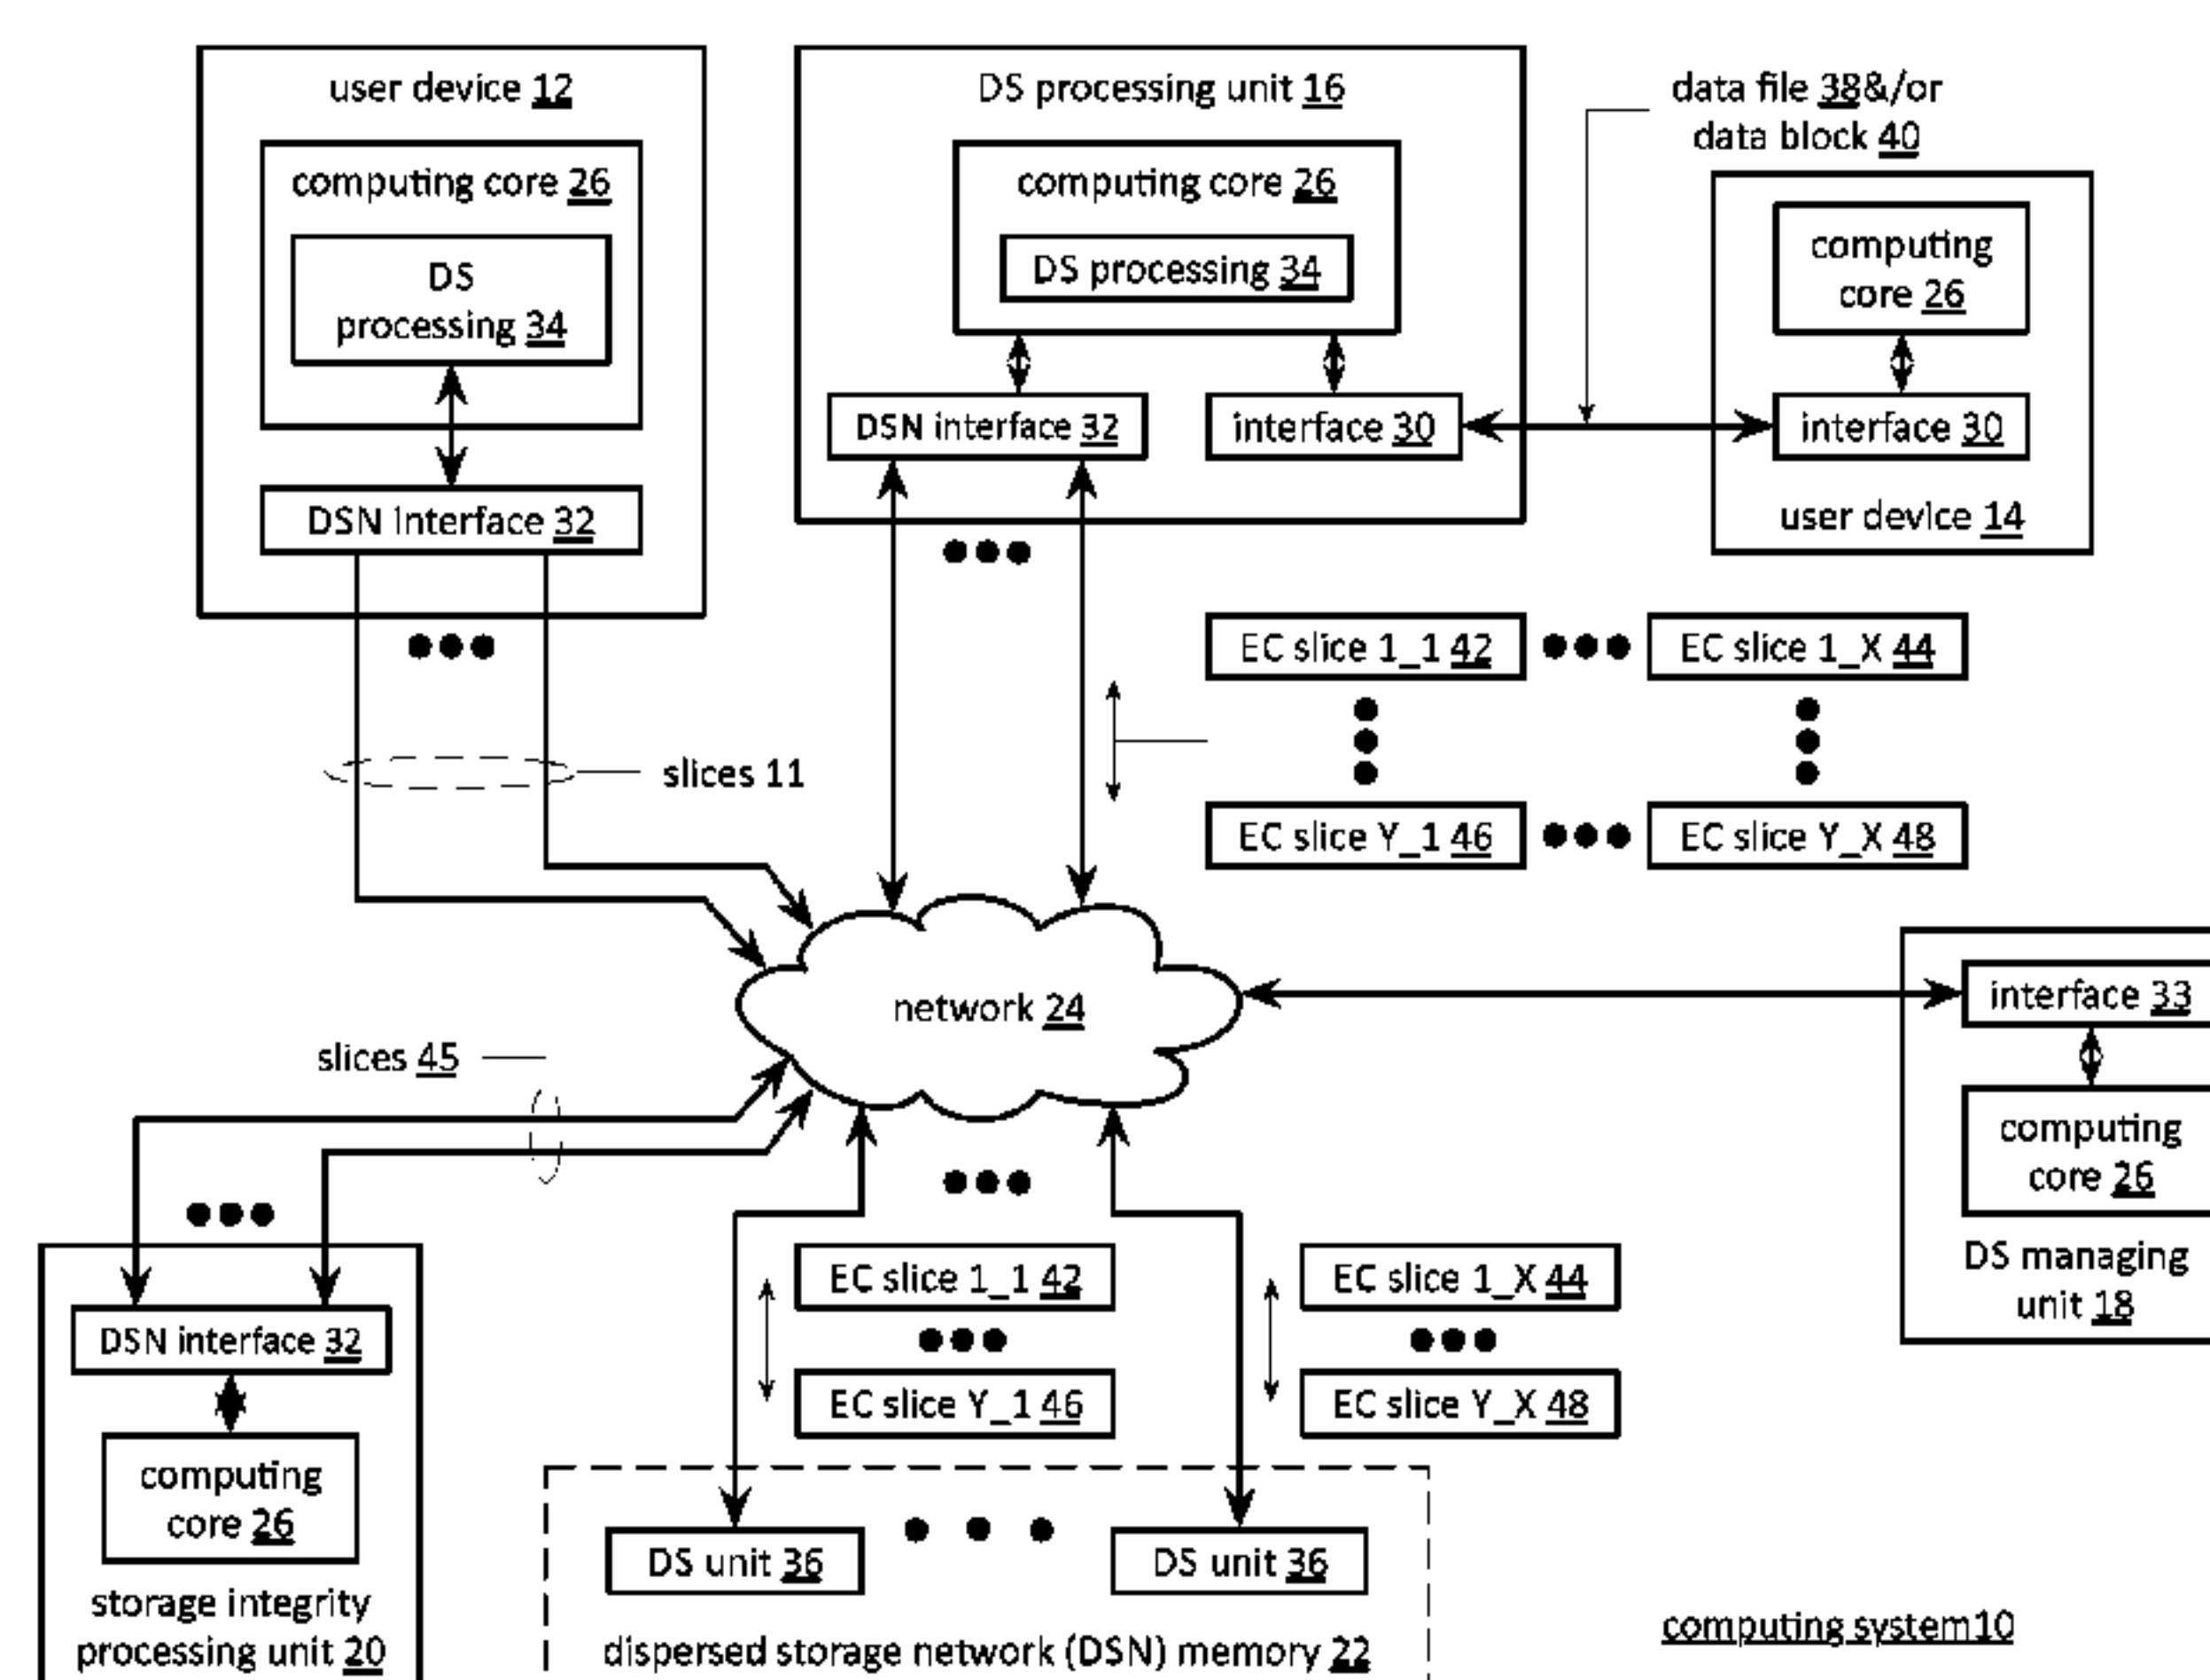 user device 12
computing core 26
DS
processing 34
DSN interface 32
slices 11
DS processing unit 16
computing core 26
DS processing 34
DSN interface 32
interface 30
data file 38&/or
data block 40
computing
core 26
interface 30
user device 14
EC slice 1_1 42
EC slice 1_X 44
EC slice Y_1 46
EC slice Y_X 48
network 24
interface 33
computing
core 26
DS managing
unit 18
slices 45
DSN interface 32
computing
core 26
storage integrity
processing unit 20
EC slice 1_1 42
EC slice Y_1 46
EC slice 1_X 44
EC slice Y_X 48
DS unit 36
DS unit 36
dispersed storage network (DSN) memory 22
computing system10